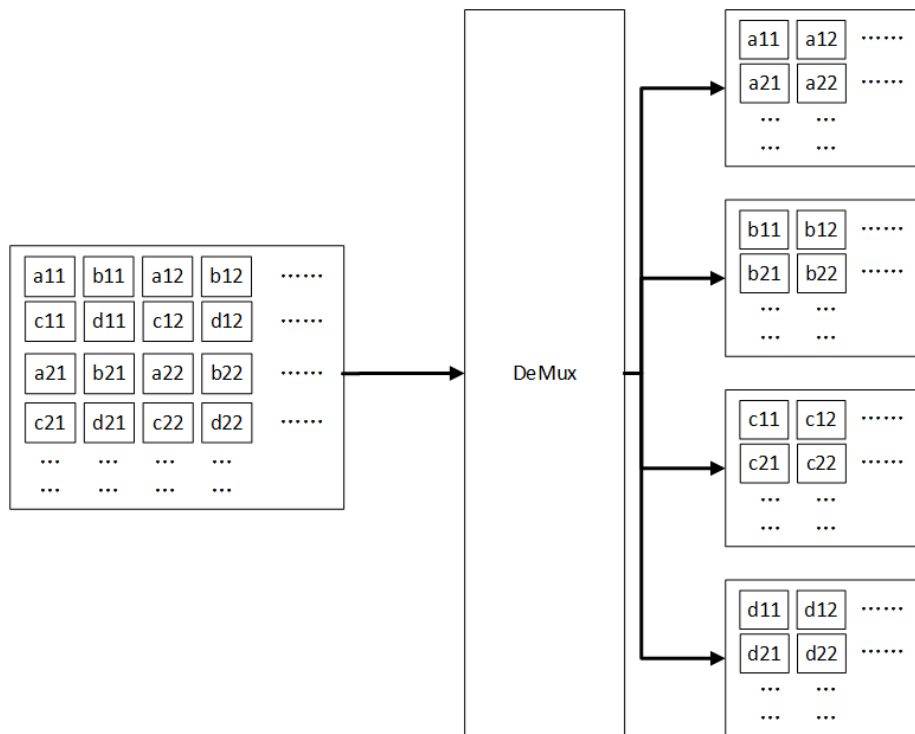 a11 b11 a12 b12 ······
c11 d11 c12 d12 ······
a21 b21 a22 b22 ······
c21 d21 c22 d22 ······
... ... ... ...
... ... ... ...
DeMux
a11 a12 ······
a21 a22 ······
... ...
... ...
b11 b12 ······
b21 b22 ······
... ...
... ...
c11 c12 ······
c21 c22 ······
... ...
... ...
d11 d12 ······
d21 d22 ······
... ...
... ...